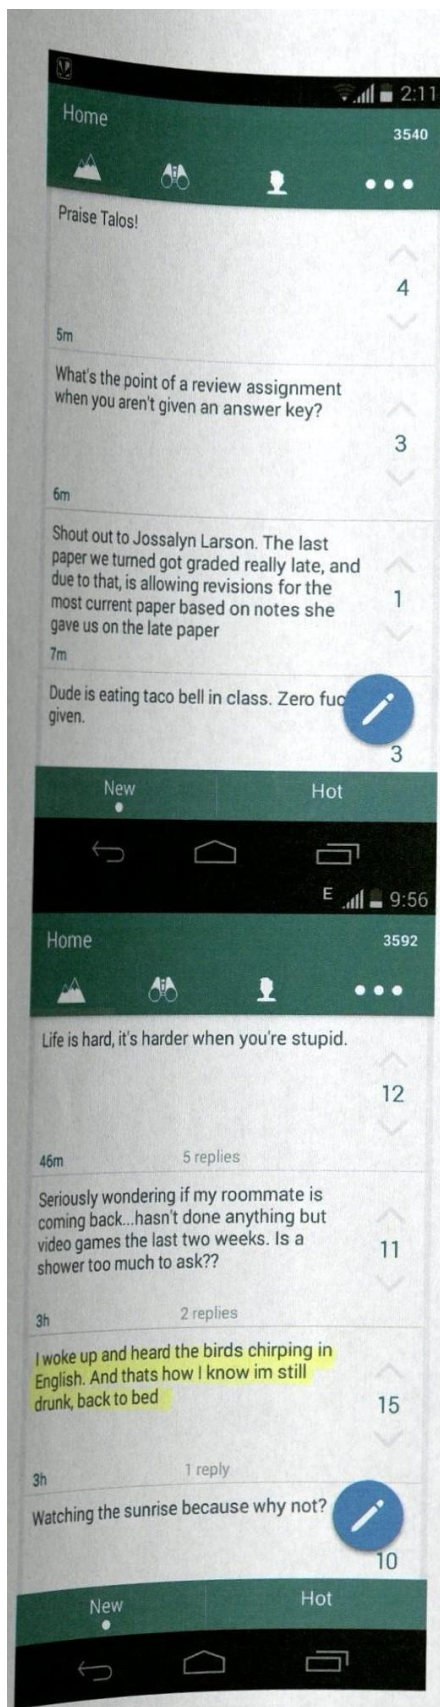 2:11
Home
3540
Praise Talos!
4
5m
What's the point of a review assignment
when you aren't given an answer key?
3
6m
Shout out to Jossalyn Larson. The last
paper we turned got graded really late, and
due to that, is allowing revisions for the
most current paper based on notes she
gave us on the late paper
1
7m
Dude is eating taco bell in class. Zero fuc
given.
3
New
Hot
E
9:56
Home
3592
Life is hard, it's harder when you're stupid.
12
46m
5 replies
Seriously wondering if my roommate is
coming back...hasn't done anything but
video games the last two weeks. Is a
shower too much to ask??
11
3h
2 replies
I woke up and heard the birds chirping in
English. And thats how I know im still
drunk, back to bed
15
3h
1 reply
Watching the sunrise because why not?
10
New
Hot